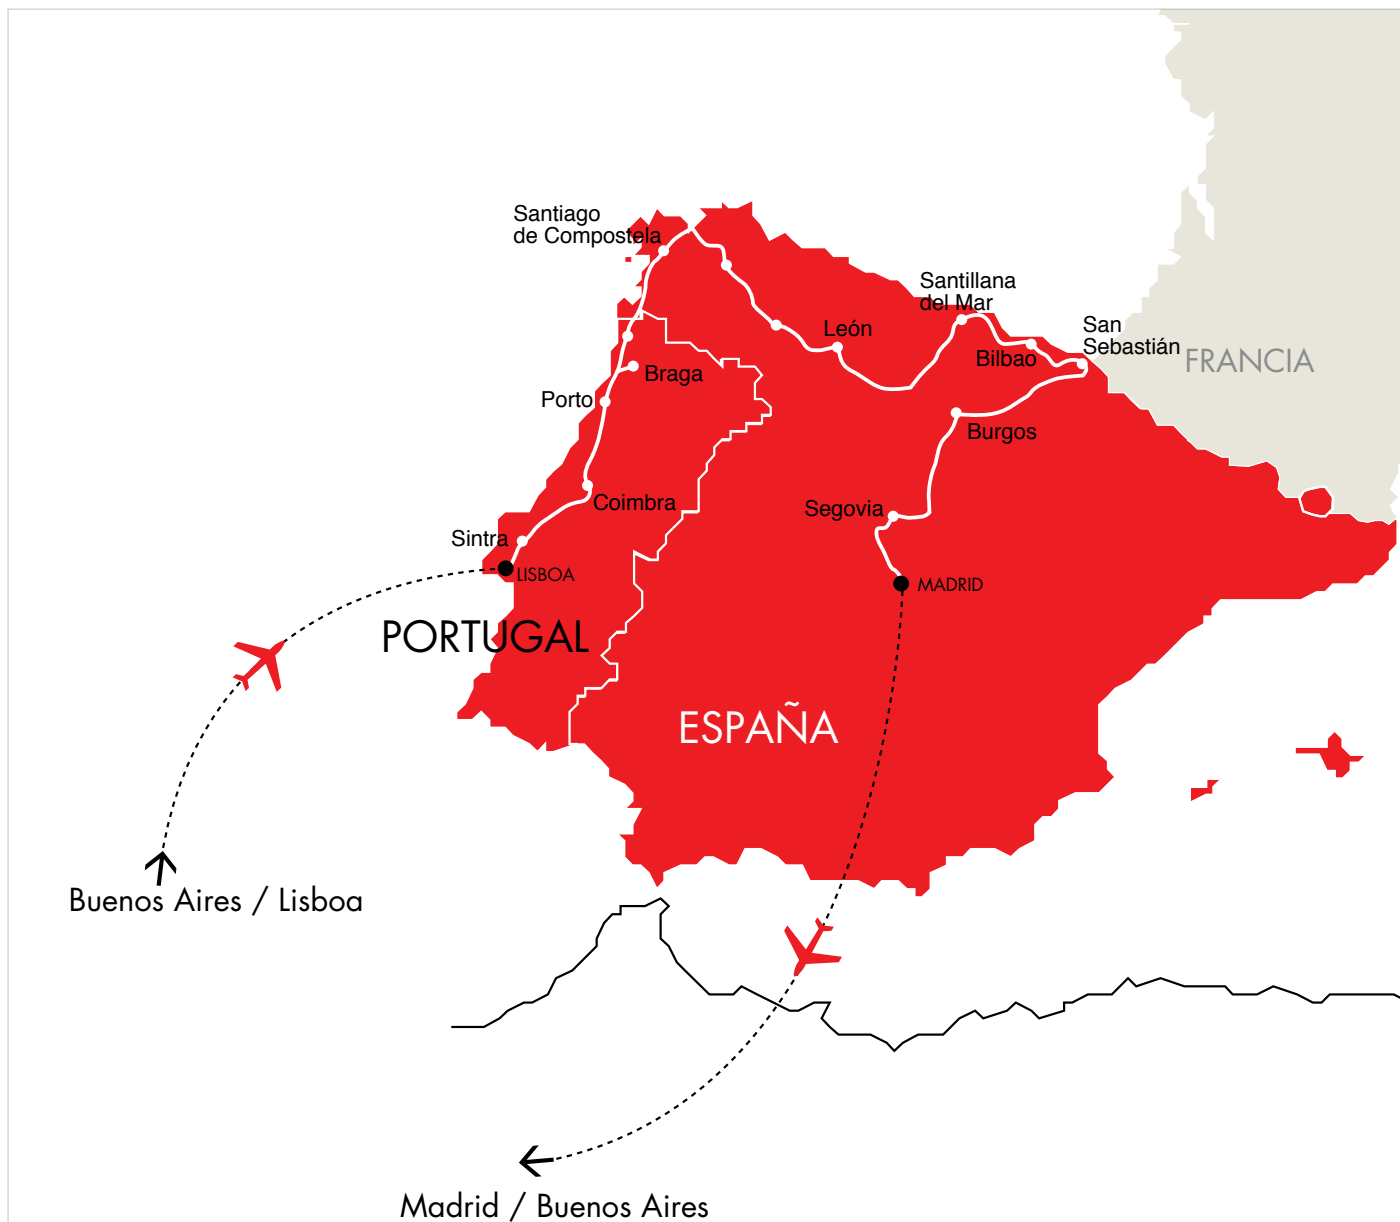 Santiago
de Compostela
Santillana
del Mar
León
San
Sebastián
Bilbao
FRANCIA
Braga
Porto
Burgos
Coimbra
Segovia
Sintra
LISBOA
MADRID
PORTUGAL
ESPAÑA
Buenos Aires / Lisboa
Madrid / Buenos Aires